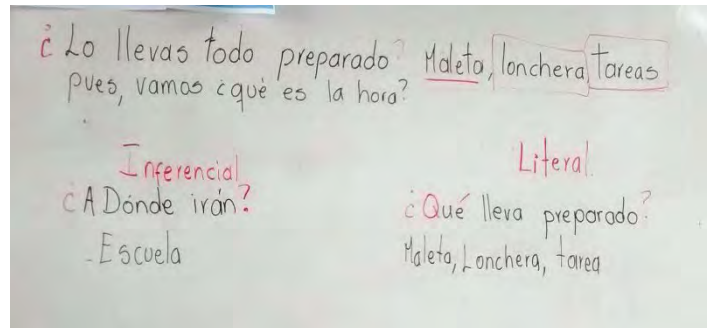 ¿Lo llevas todo preparado? Maleta, lonchera, tareas
pues, vamos ¿qué es la hora?
Inferencial
¿A Dónde irán?
- Escuela
Literal.
¿Qué lleva preparado?
Maleta, Lonchera, tarea